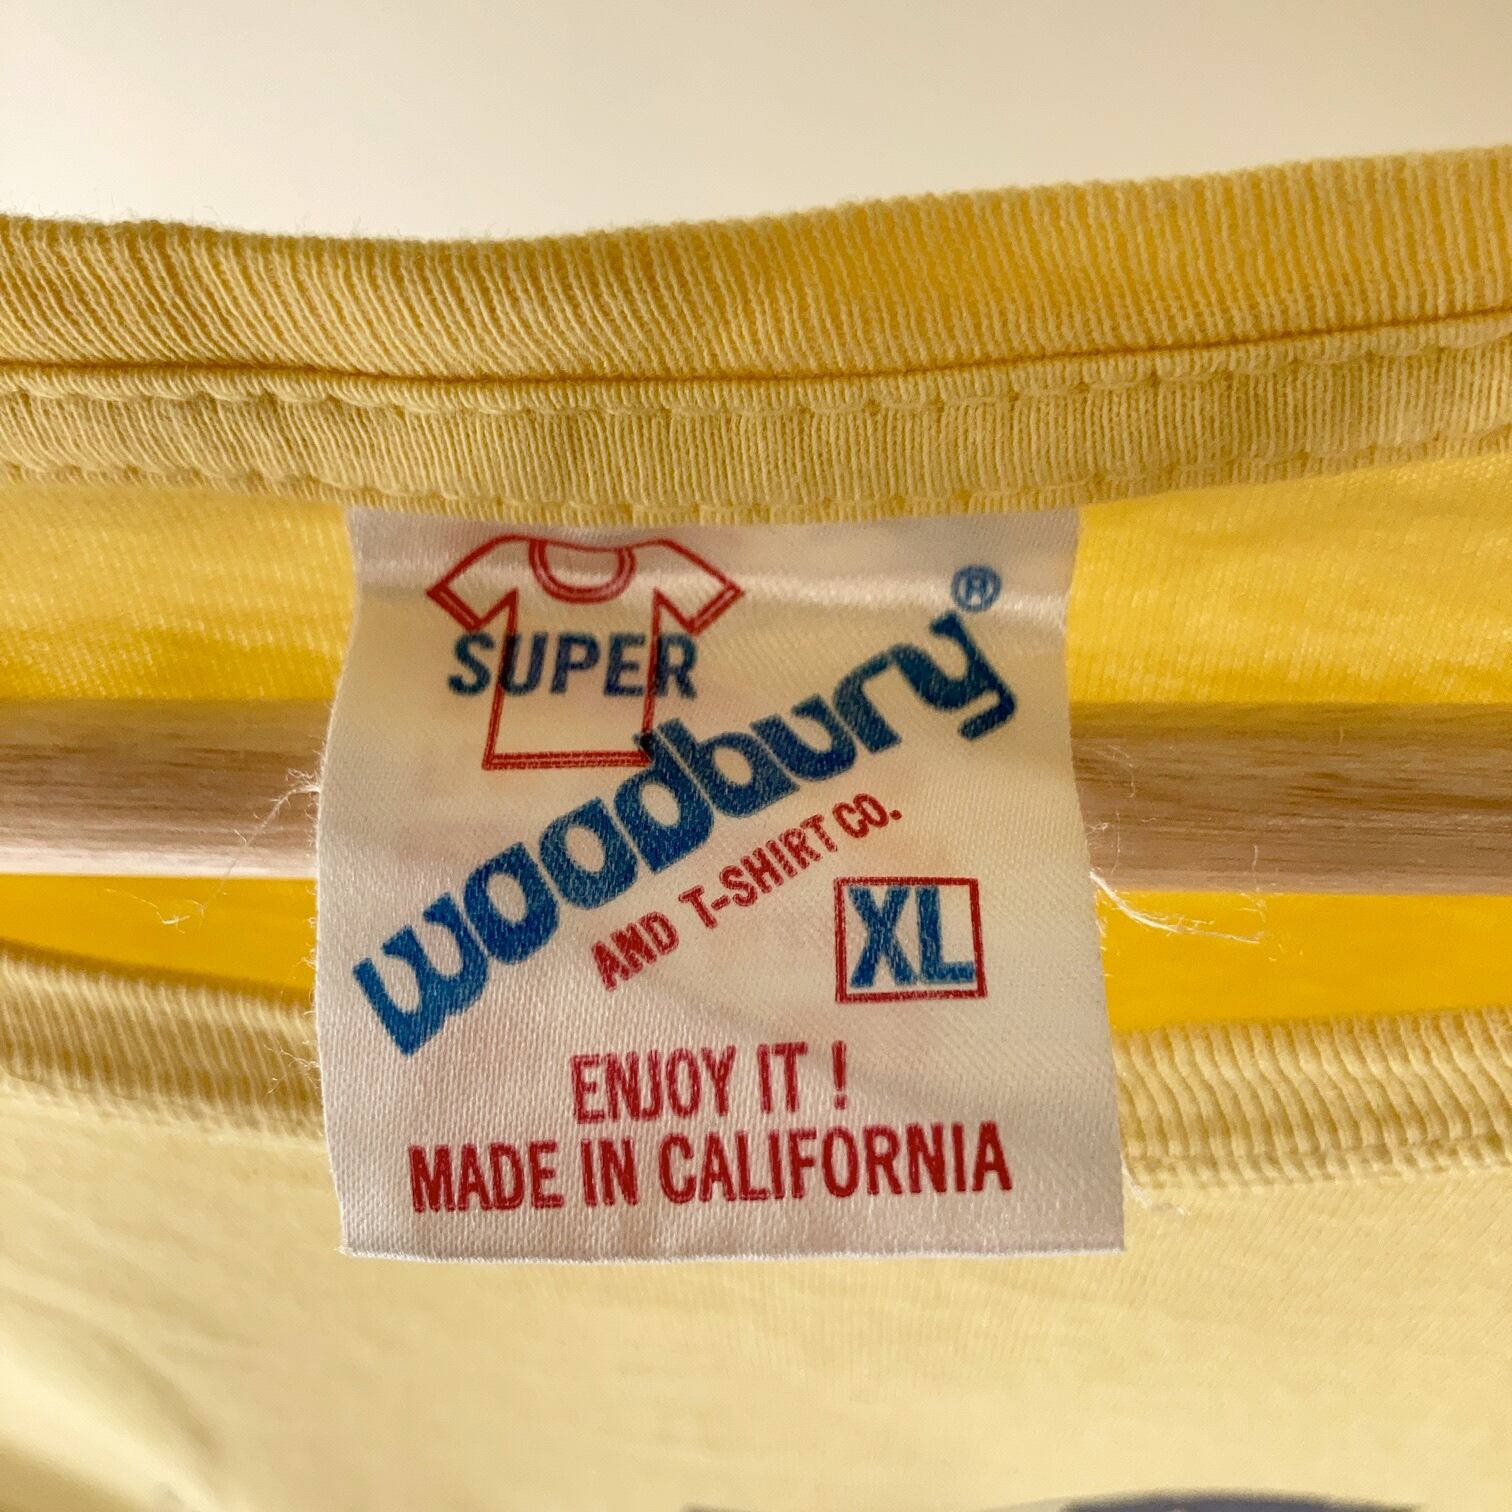 SUPER
woodbury®
AND T-SHIRT CO.
XL
ENJOY IT !
MADE IN CALIFORNIA